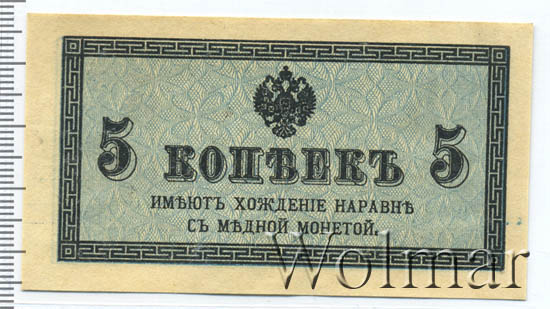 5 КОПѢЕКЪ 5
ИМѢЮТЪ ХОЖДЕНІЕ НАРАВНѢ
СЪ МѢДНОЙ МОНЕТОЙ.
Wolmar